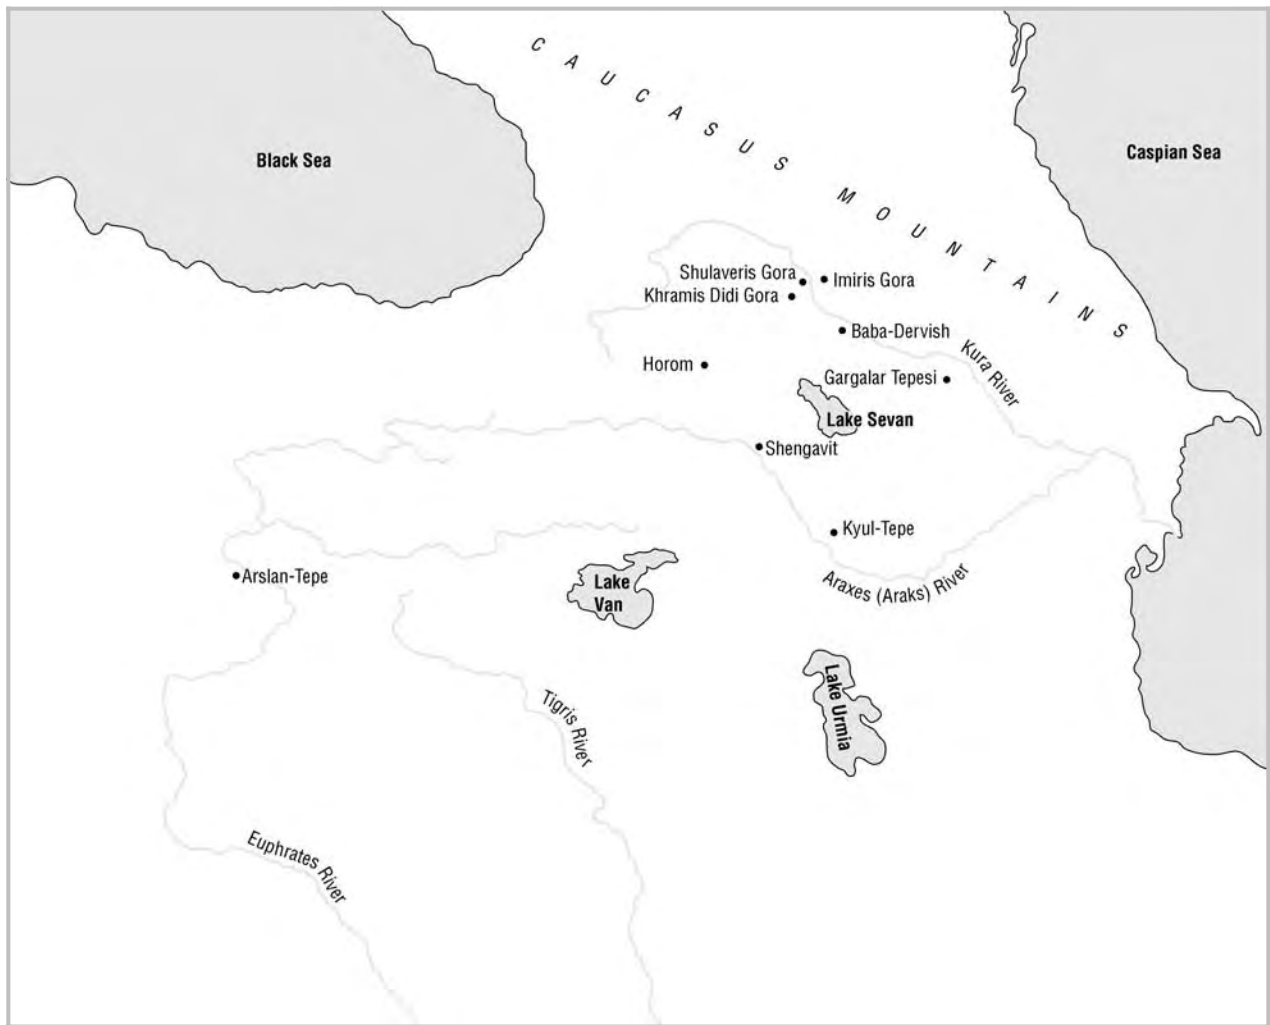 CAUCASUS MOUNTAINS
Black Sea
Caspian Sea
Shulaveris Gora
Imiris Gora
Khramis Didi Gora
Baba-Dervish
Kura River
Horom
Gargalar Tepesi
Lake Sevan
Shengavit
Kyul-Tepe
Araxes (Araks) River
Arslan-Tepe
Lake
Van
Lake Urmia
Tigris River
Euphrates River